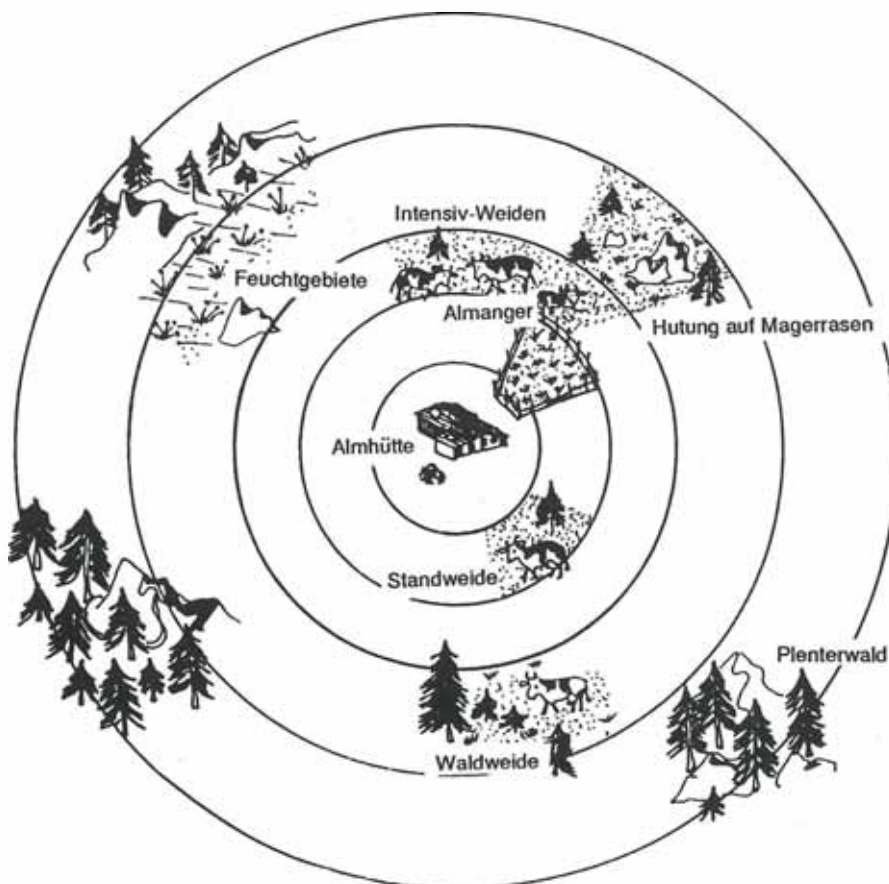 Intensiv-Weiden
Feuchtgebiete
Almanger
Hutung auf Magerrasen
Almhütte
Standweide
Plenterwald
Waldweide